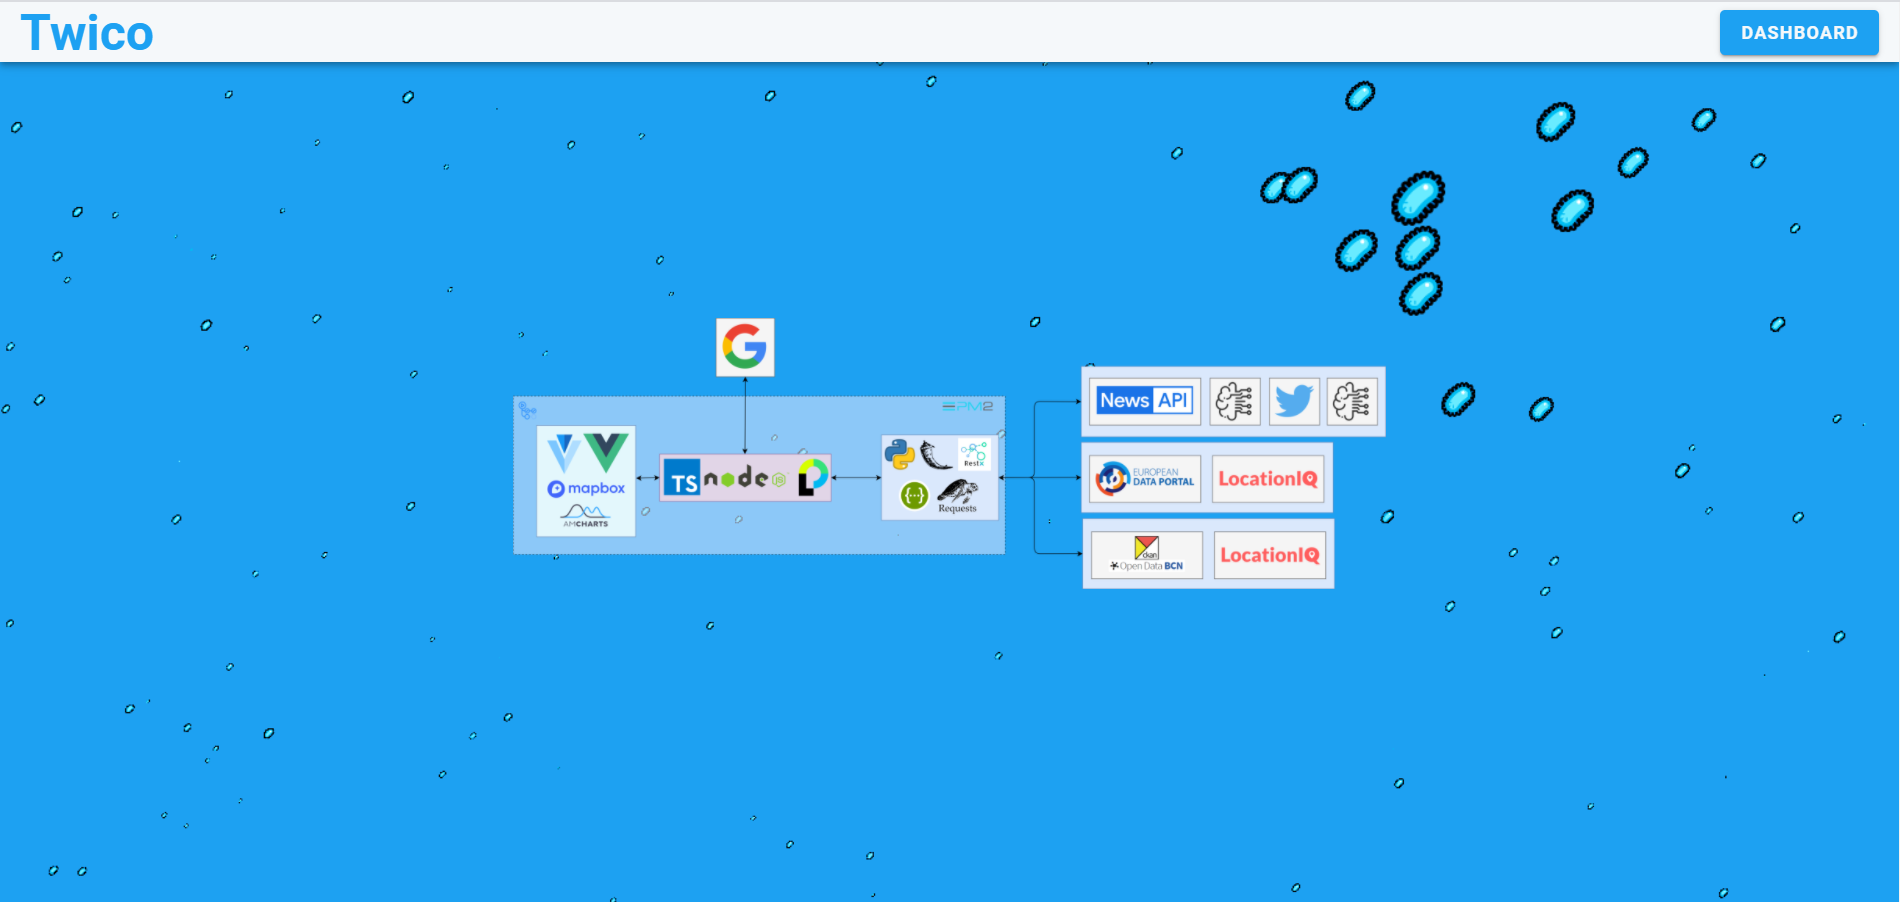 Twico
DASHBOARD
G
PM2
mapbox
AMCHARTS
TS node JS
RestX
{···}
Requests
News API
EUROPEAN
DATA PORTAL
LocationIQ
ckan
Open Data BCN
LocationIQ